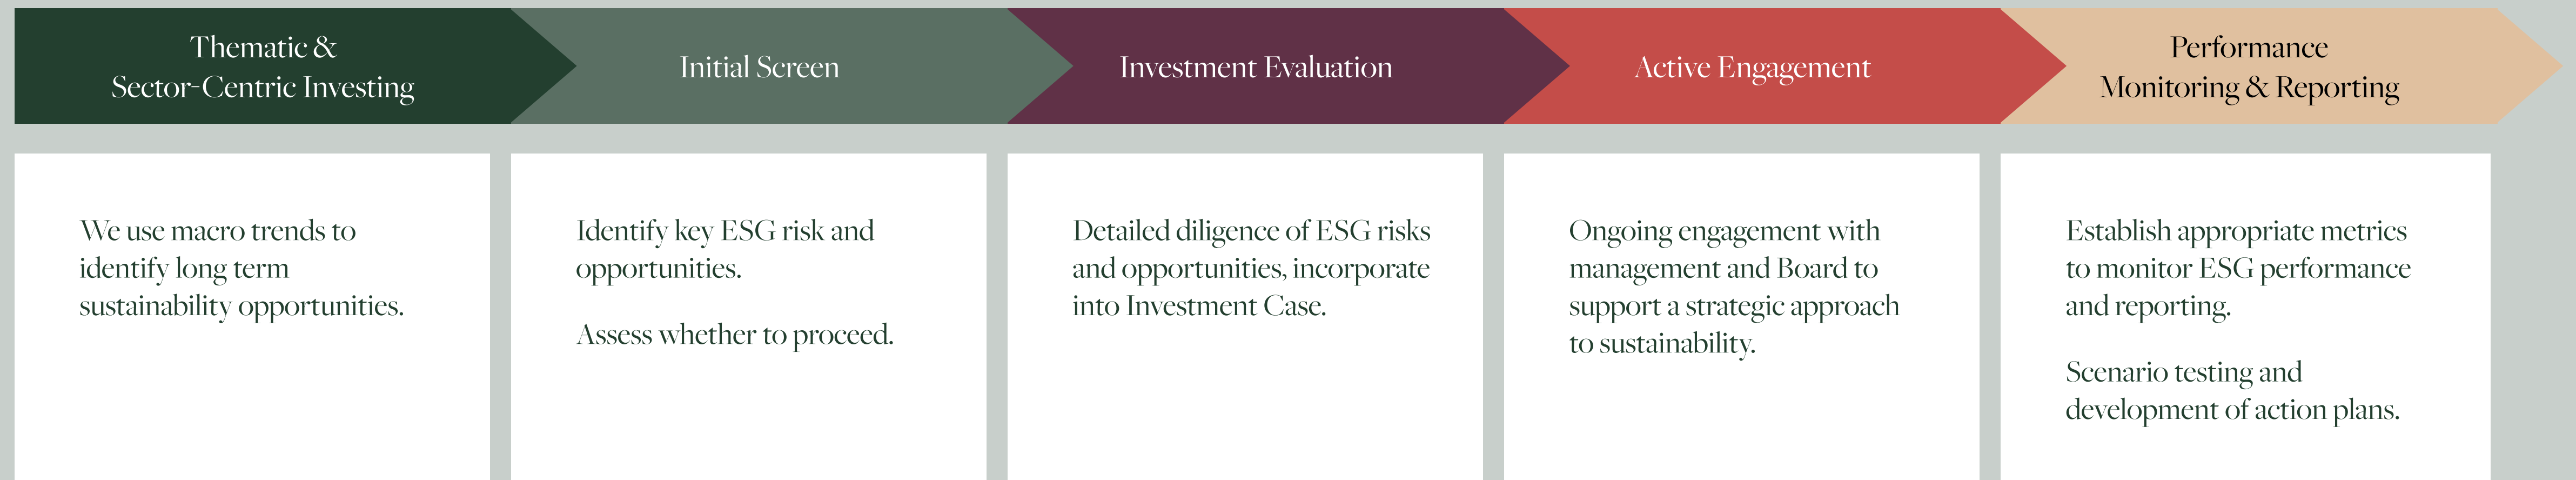 Thematic &
Sector-Centric Investing
Initial Screen
Investment Evaluation
Active Engagement
Performance
Monitoring & Reporting
We use macro trends to
identify long term
sustainability opportunities.
Identify key ESG risk and
opportunities.
Assess whether to proceed.
Detailed diligence of ESG risks
and opportunities, incorporate
into Investment Case.
Ongoing engagement with
management and Board to
support a strategic approach
to sustainability.
Establish appropriate metrics
to monitor ESG performance
and reporting.
Scenario testing and
development of action plans.